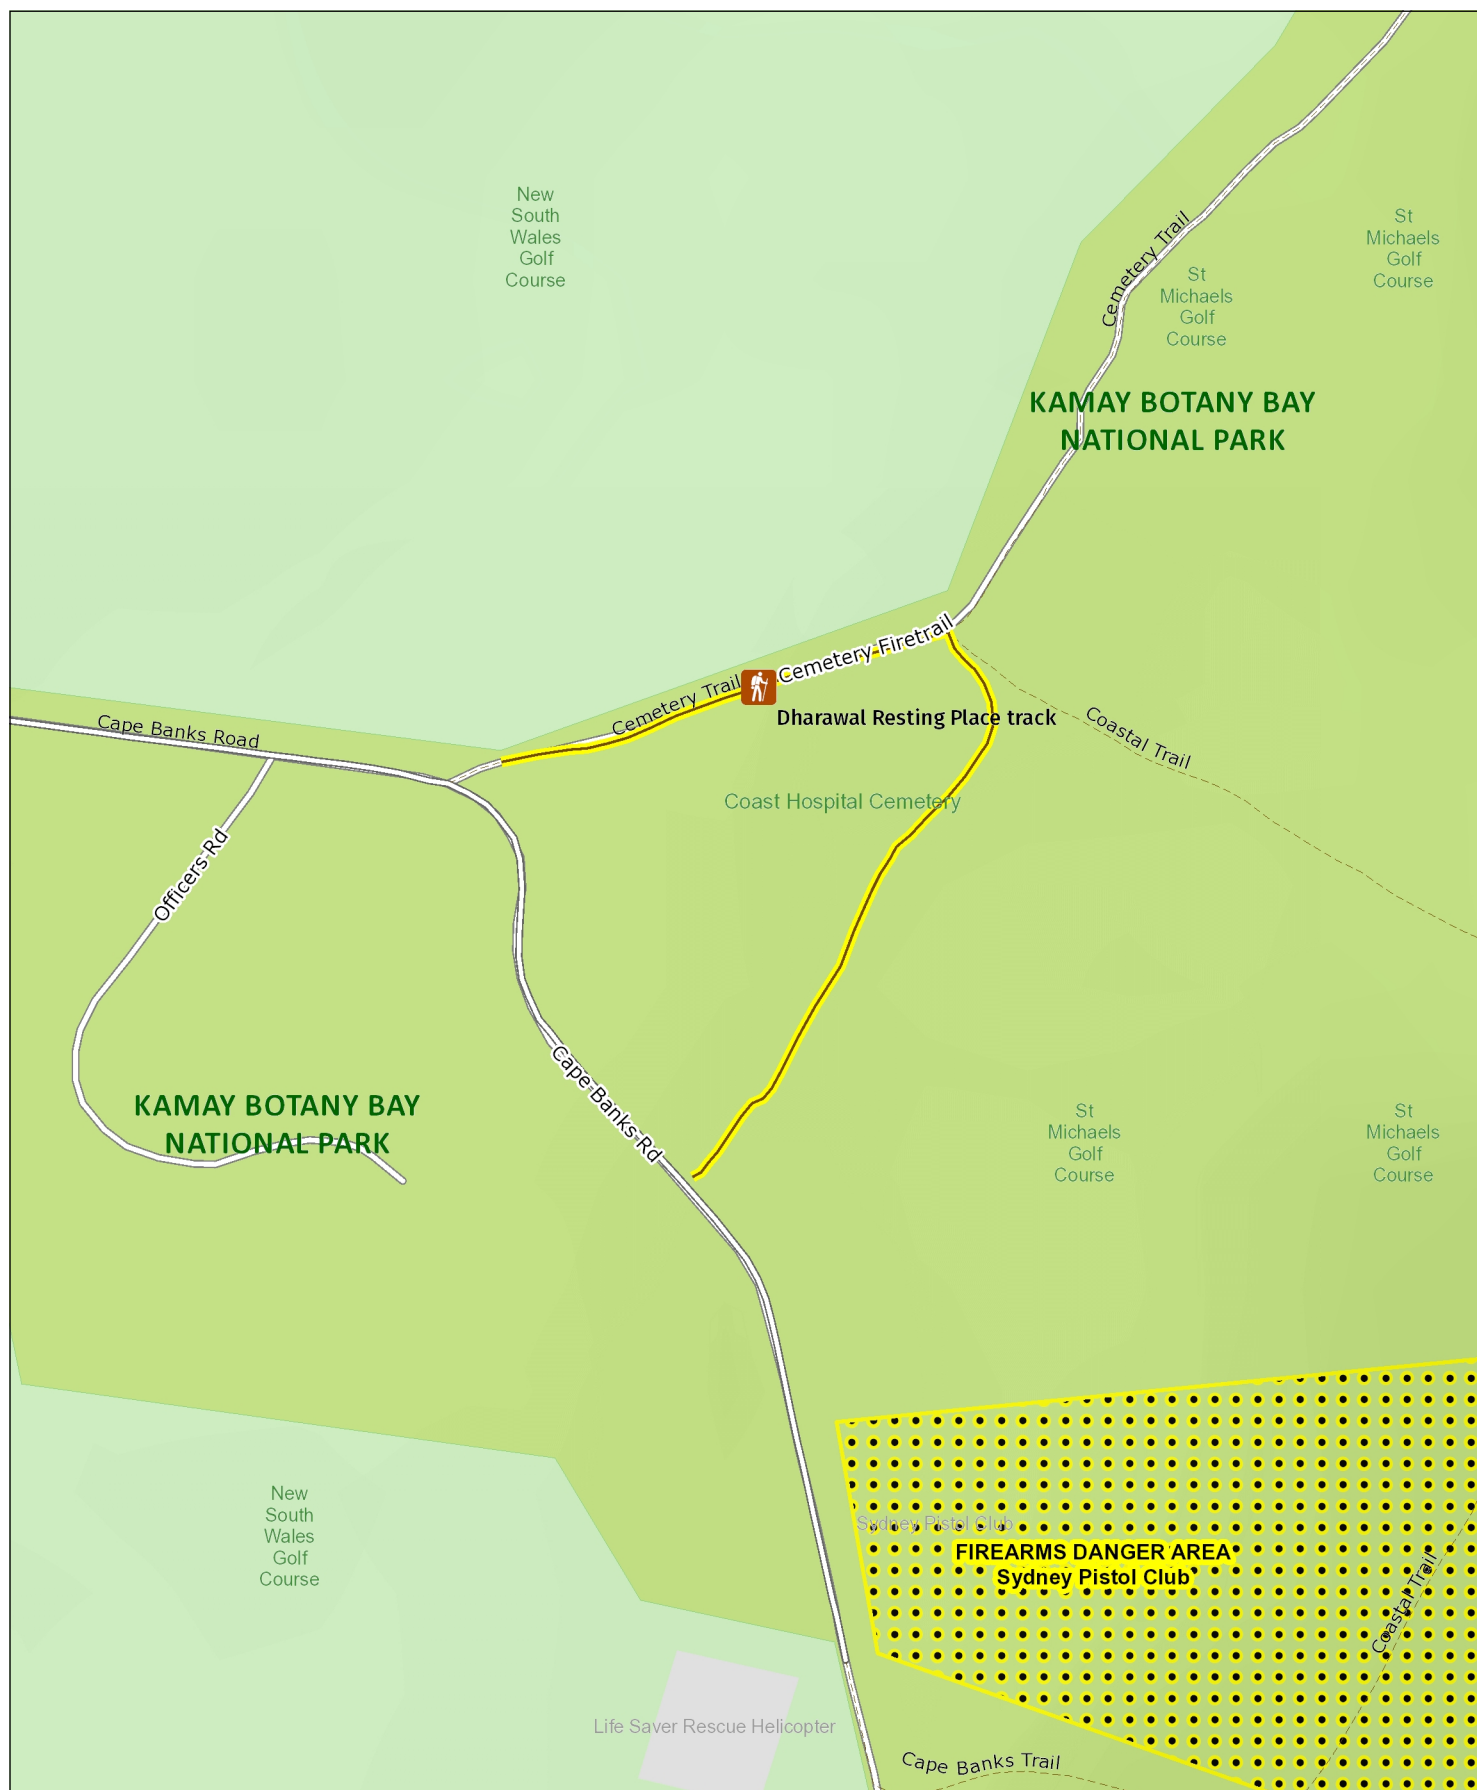 New
South
Wales
Golf
Course
Cemetery Trail
St
Michaels
Golf
Course
St
Michaels
Golf
Course
KAMAY BOTANY BAY
NATIONAL PARK
Cemetery Firetrail
Cemetery Trail
Dharawal Resting Place track
Coastal Trail
Cape Banks Road
Coast Hospital Cemetery
Officers Rd
Cape Banks Rd
KAMAY BOTANY BAY
NATIONAL PARK
St
Michaels
Golf
Course
St
Michaels
Golf
Course
New
South
Wales
Golf
Course
Sydney Pistol Club
FIREARMS DANGER AREA
Sydney Pistol Club
Coastal Trail
Life Saver Rescue Helicopter
Cape Banks Trail